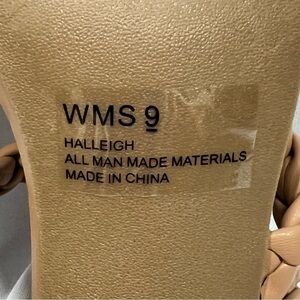 WMS 9
HALLEIGH
ALL MAN MADE MATERIALS
MADE IN CHINA